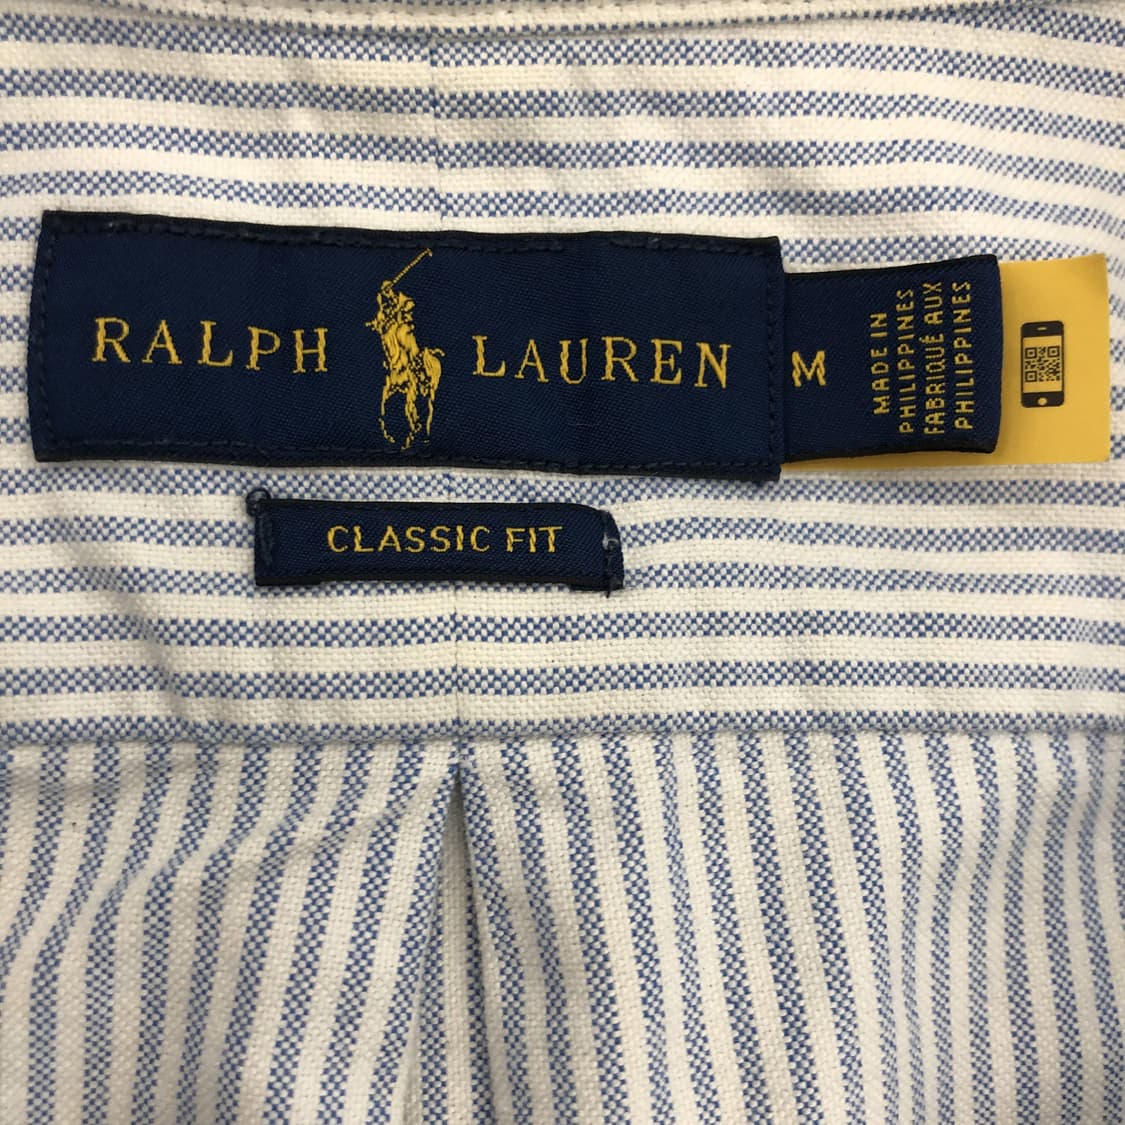 RALPH LAUREN
M
MADE IN
PHILIPPINES
FABRIQUÉ AUX
PHILIPPINES
CLASSIC FIT